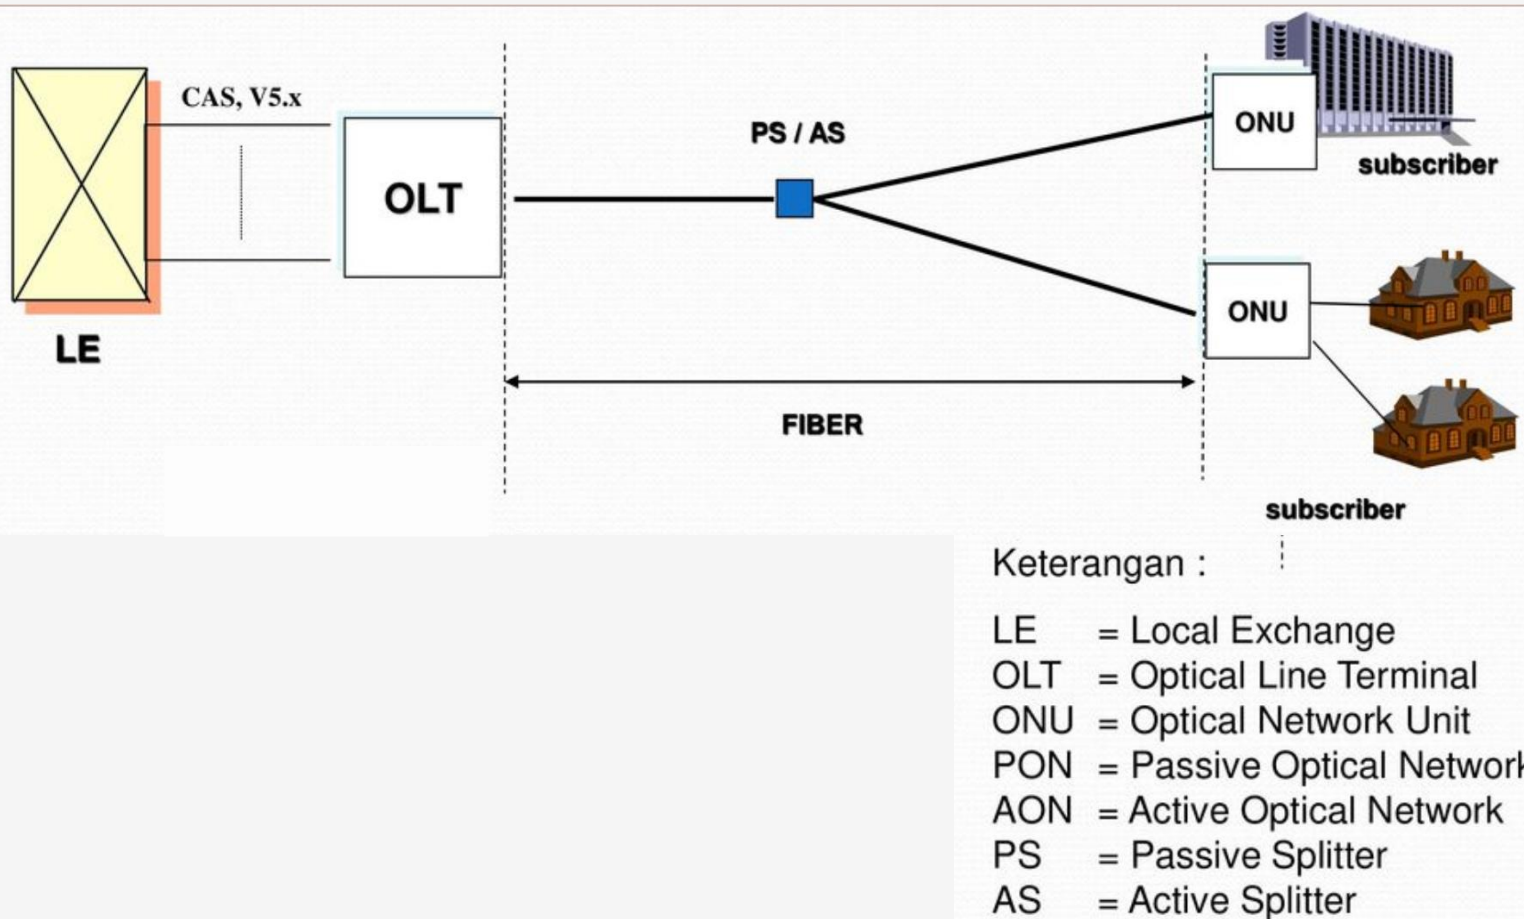 CAS, V5.x
OLT
LE
PS / AS
FIBER
ONU
subscriber
ONU
subscriber
Keterangan :
LE = Local Exchange
OLT = Optical Line Terminal
ONU = Optical Network Unit
PON = Passive Optical Network
AON = Active Optical Network
PS = Passive Splitter
AS = Active Splitter